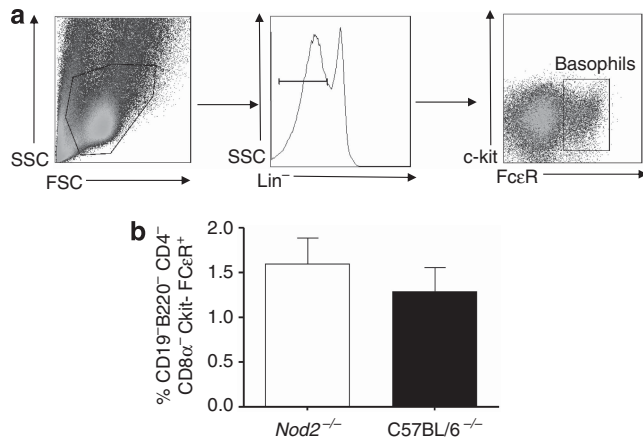 a
SSC
FSC
SSC
Lin⁻
Basophils
c-kit
FcεR
b
% CD19⁻B220⁻ CD4⁻
CD8α⁻ Ckit- FCεR⁺
2.0
1.5
1.0
0.5
0.0
Nod2⁻/⁻
C57BL/6⁻/⁻